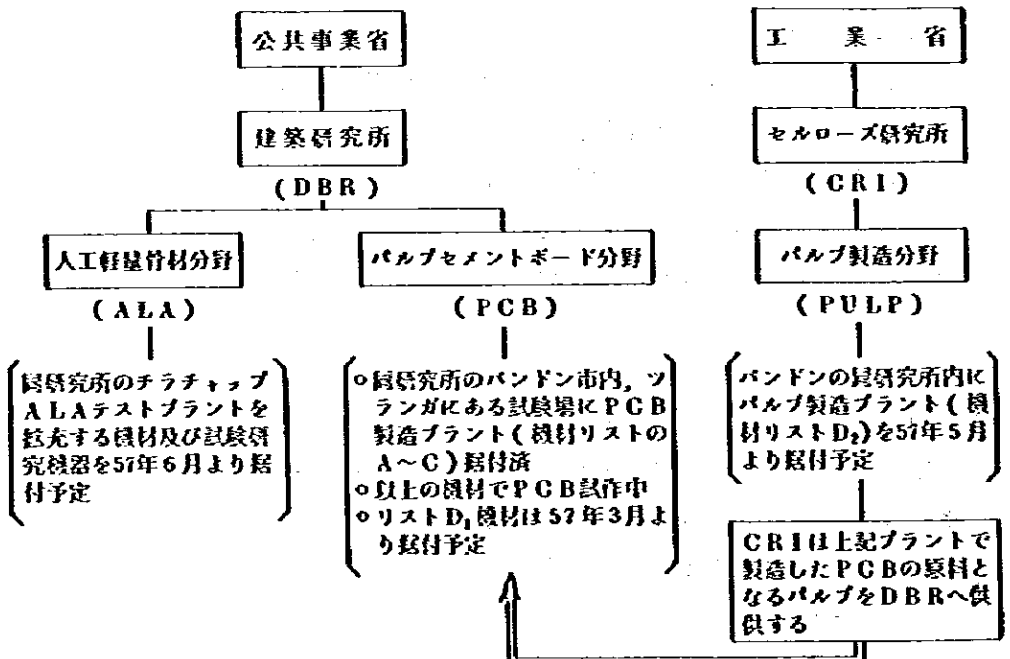 公共事業省
工業省
建築研究所
セルローズ研究所
(DBR)
(CRI)
人工軽量骨材分野
パルプセメントボード分野
パルプ製造分野
(ALA)
(PCB)
(PULP)
同研究所のチラチャップ
ALAテストプラントを
拡充する機材及び試験研
究機器を57年6月より据
付予定
○同研究所のバンドン市内,ツ
ランガにある試験場にPCB
製造プラント(機材リストの
A~C)据付済
○以上の機材でPCB試作中
○リストD₁機材は57年3月よ
り据付予定
バンドンの同研究所内に
パルプ製造プラント(機
材リストD₂)を57年5月
より据付予定
CRIは上記プラントで
製造したPCBの原料と
なるパルプをDBRへ供
供する